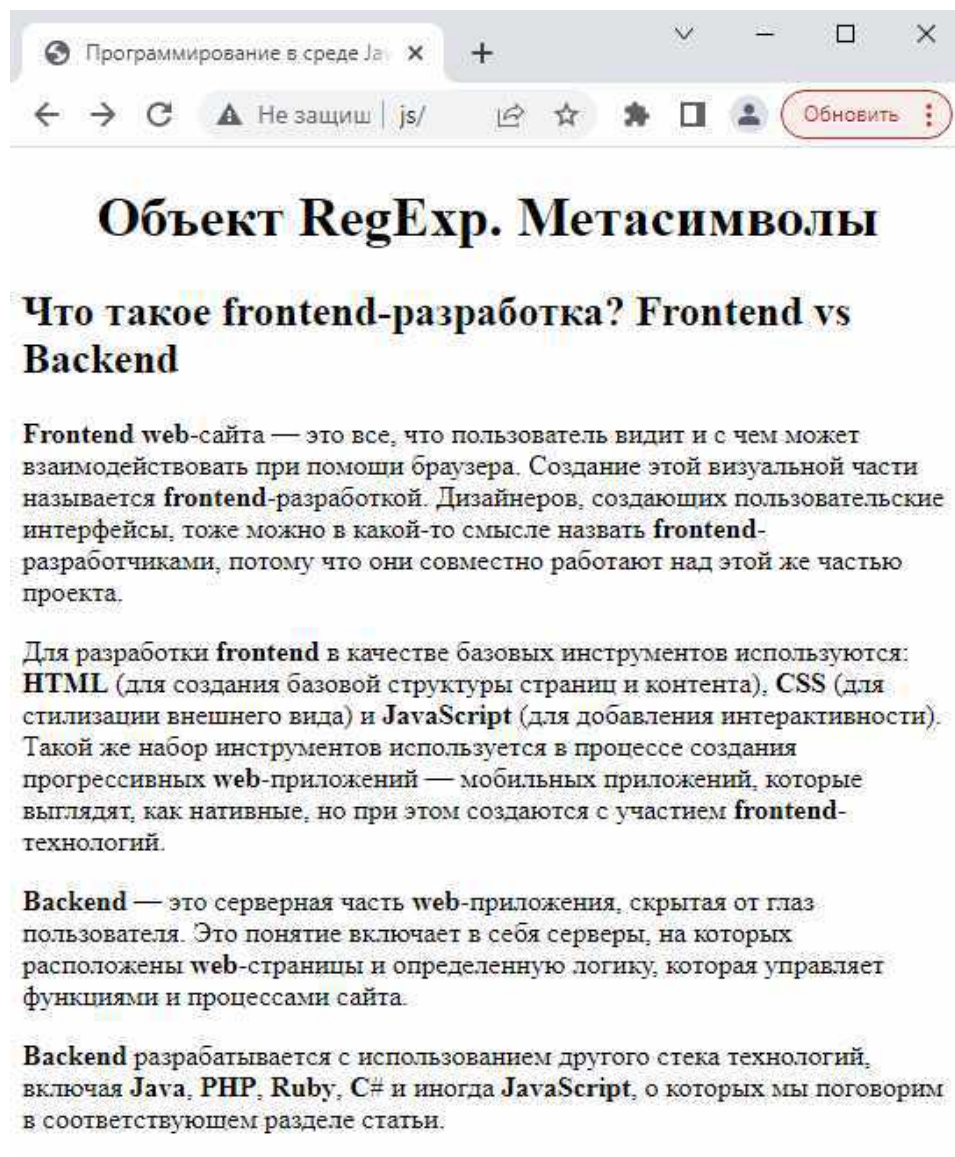 Программирование в среде Jav
Не защищ js/
Обновить
Объект RegExp. Метасимволы
Что такое frontend-разработка? Frontend vs
Backend
Frontend web-сайта — это все, что пользователь видит и с чем может
взаимодействовать при помощи браузера. Создание этой визуальной части
называется frontend-разработкой. Дизайнеров, создающих пользовательские
интерфейсы, тоже можно в какой-то смысле назвать frontend-
разработчиками, потому что они совместно работают над этой же частью
проекта.
Для разработки frontend в качестве базовых инструментов используются:
HTML (для создания базовой структуры страниц и контента), CSS (для
стилизации внешнего вида) и JavaScript (для добавления интерактивности).
Такой же набор инструментов используется в процессе создания
прогрессивных web-приложений — мобильных приложений, которые
выглядят, как нативные, но при этом создаются с участием frontend-
технологий.
Backend — это серверная часть web-приложения, скрытая от глаз
пользователя. Это понятие включает в себя серверы, на которых
расположены web-страницы и определенную логику, которая управляет
функциями и процессами сайта.
Backend разрабатывается с использованием другого стека технологий,
включая Java, PHP, Ruby, C# и иногда JavaScript, о которых мы поговорим
в соответствующем разделе статьи.